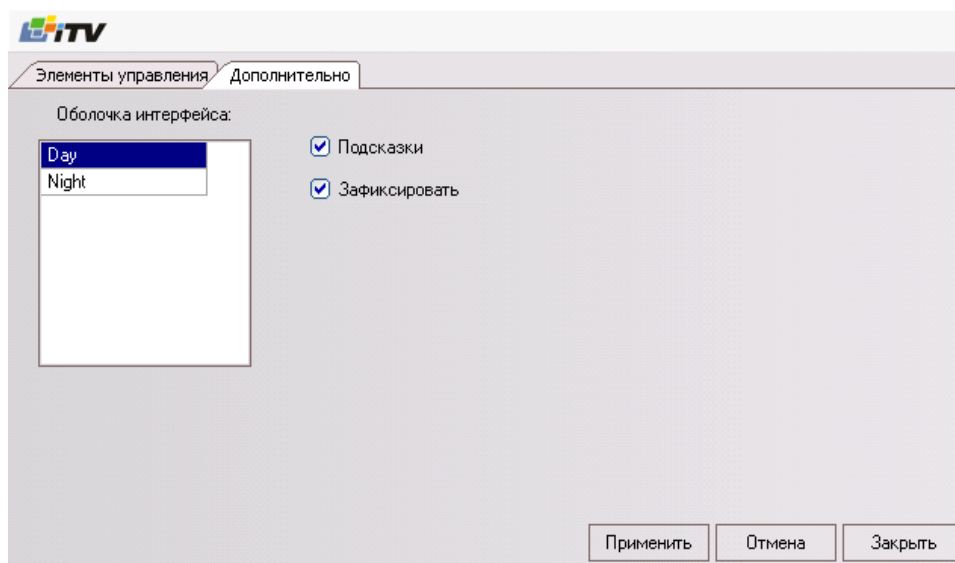 iTV
Элементы управления Дополнительно
Оболочка интерфейса:
Day
Night
Подсказки
Зафиксировать
Применить Отмена Закрыть